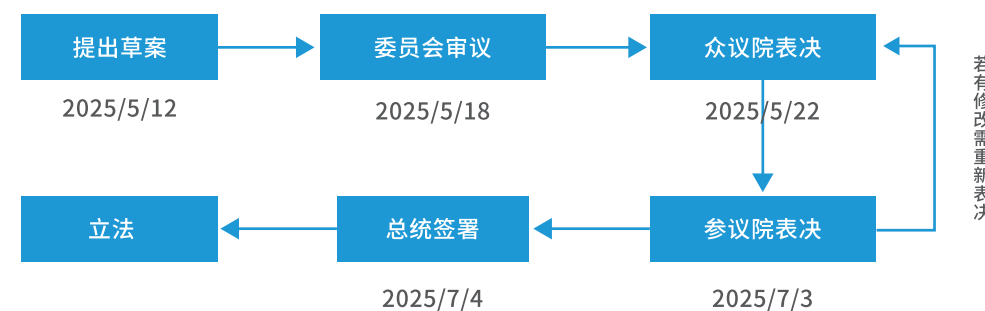 提出草案
委员会审议
众议院表决
2025/5/12
2025/5/18
2025/5/22
若有修改需重新表决
立法
总统签署
参议院表决
2025/7/4
2025/7/3